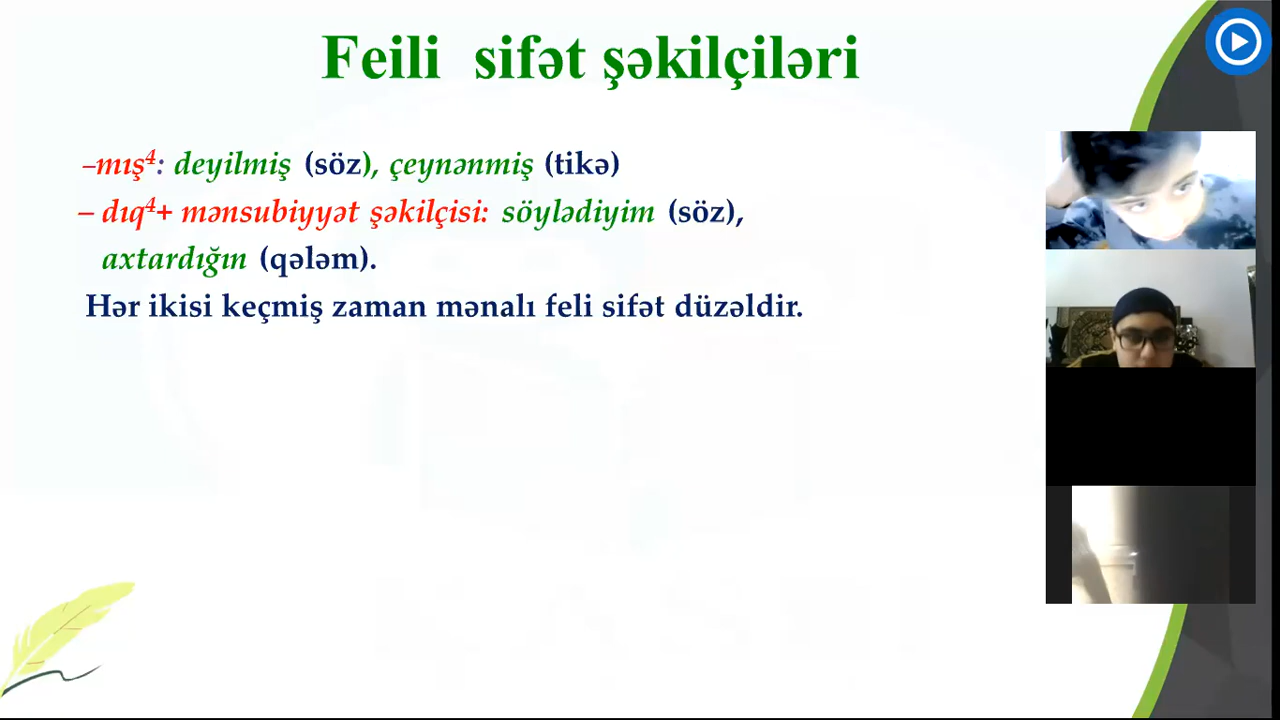 Feili sifət şəkilçiləri
–mış⁴: deyilmiş (söz), çeynənmiş (tikə)
– dıq⁴+ mənsubiyyət şəkilçisi: söylədiyim (söz),
axtardığın (qələm).
Hər ikisi keçmiş zaman mənalı feli sifət düzəldir.